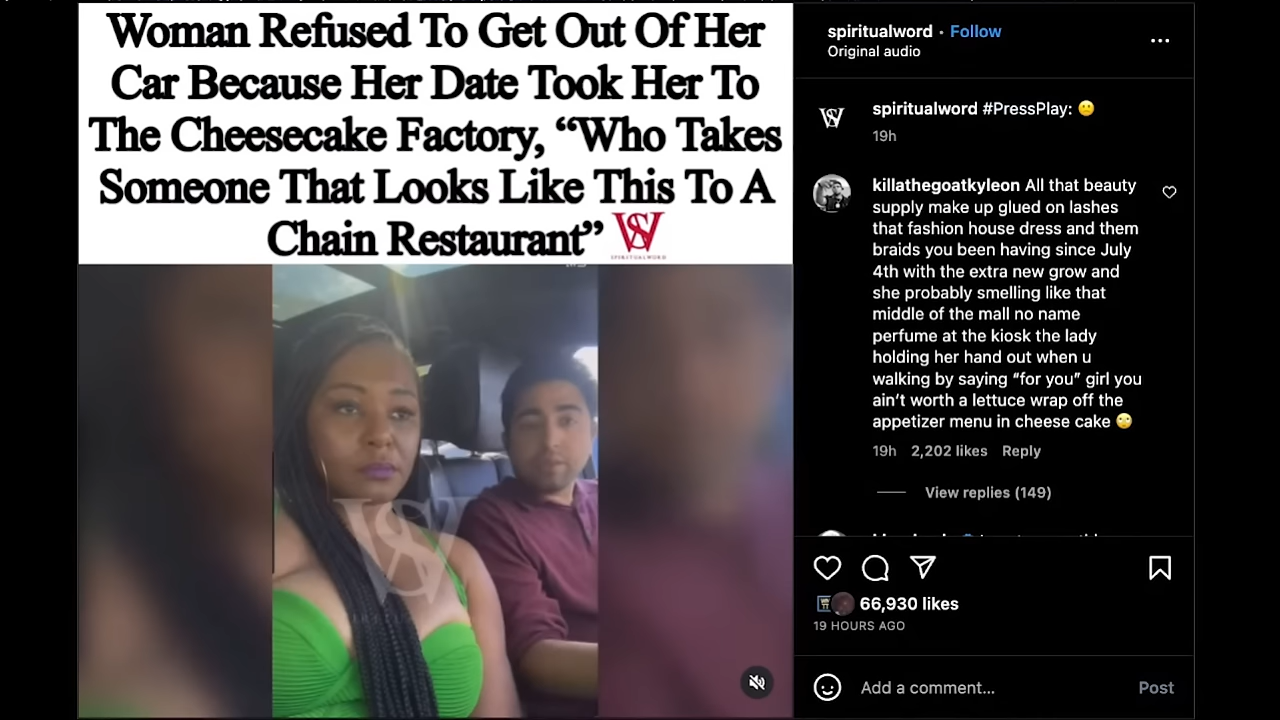 Woman Refused To Get Out Of Her
Car Because Her Date Took Her To
The Cheesecake Factory, “Who Takes
Someone That Looks Like This To A
Chain Restaurant”
SPIRITUALWORD
spiritualword • Follow
Original audio
spiritualword #PressPlay: 😕
19h
killathegoatkyleon All that beauty
supply make up glued on lashes
that fashion house dress and them
braids you been having since July
4th with the extra new grow and
she probably smelling like that
middle of the mall no name
perfume at the kiosk the lady
holding her hand out when u
walking by saying “for you” girl you
ain’t worth a lettuce wrap off the
appetizer menu in cheese cake 🙄
19h 2,202 likes Reply
View replies (149)
66,930 likes
19 HOURS AGO
Add a comment... Post